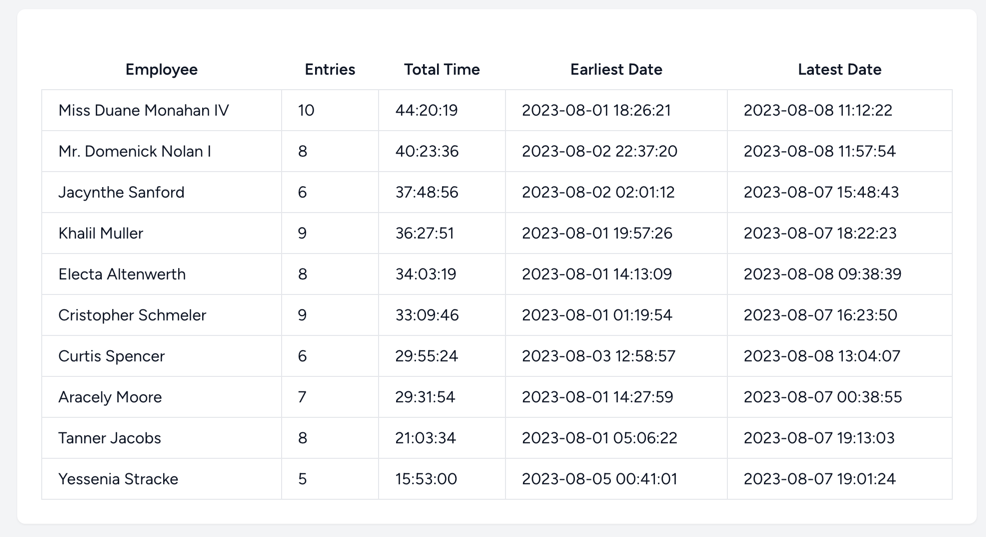 Employee Entries Total Time Earliest Date Latest Date
Miss Duane Monahan IV 10 44:20:19 2023-08-01 18:26:21 2023-08-08 11:12:22
Mr. Domenick Nolan I 8 40:23:36 2023-08-02 22:37:20 2023-08-08 11:57:54
Jacynthe Sanford 6 37:48:56 2023-08-02 02:01:12 2023-08-07 15:48:43
Khalil Muller 9 36:27:51 2023-08-01 19:57:26 2023-08-07 18:22:23
Electa Altenwerth 8 34:03:19 2023-08-01 14:13:09 2023-08-08 09:38:39
Cristopher Schmeler 9 33:09:46 2023-08-01 01:19:54 2023-08-07 16:23:50
Curtis Spencer 6 29:55:24 2023-08-03 12:58:57 2023-08-08 13:04:07
Aracely Moore 7 29:31:54 2023-08-01 14:27:59 2023-08-07 00:38:55
Tanner Jacobs 8 21:03:34 2023-08-01 05:06:22 2023-08-07 19:13:03
Yessenia Stracke 5 15:53:00 2023-08-05 00:41:01 2023-08-07 19:01:24